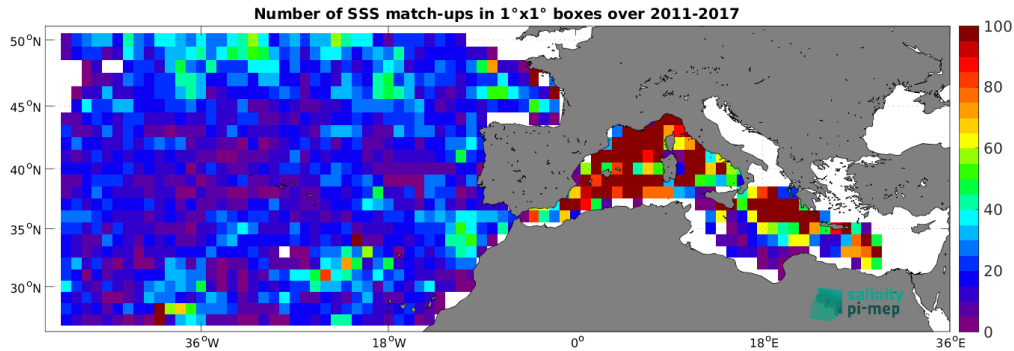 Number of SSS match-ups in 1°x1° boxes over 2011-2017
50°N
45°N
40°N
35°N
30°N
36°W
18°W
0°
18°E
36°E
100
80
60
40
20
0
salinity
pi-mep